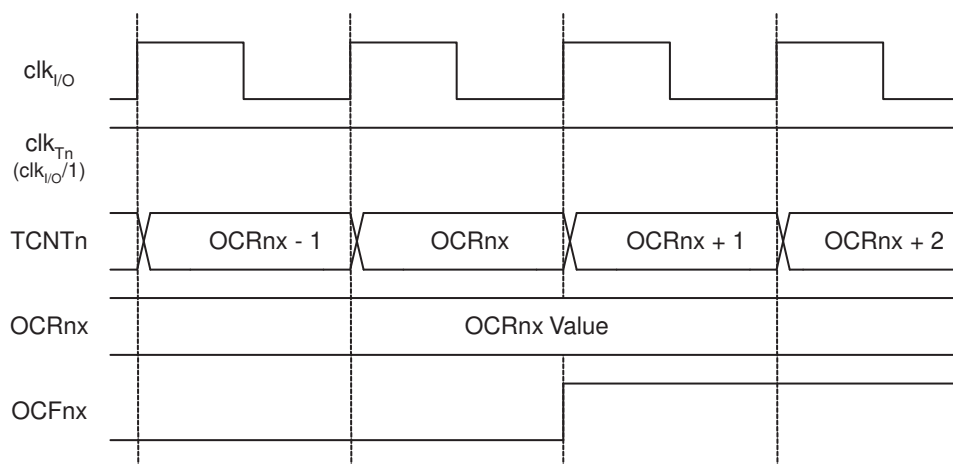 clkI/O
clkTn
(clkI/O/1)
TCNTn
OCRnx - 1
OCRnx
OCRnx + 1
OCRnx + 2
OCRnx
OCRnx Value
OCFnx